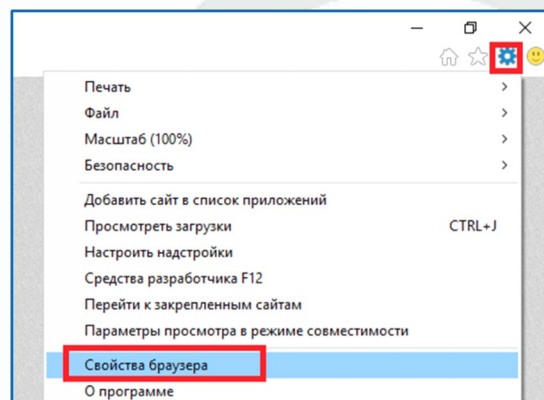 Печать
Файл
Масштаб (100%)
Безопасность
Добавить сайт в список приложений
Просмотреть загрузки CTRL+J
Настроить надстройки
Средства разработчика F12
Перейти к закрепленным сайтам
Параметры просмотра в режиме совместимости
Свойства браузера
О программе